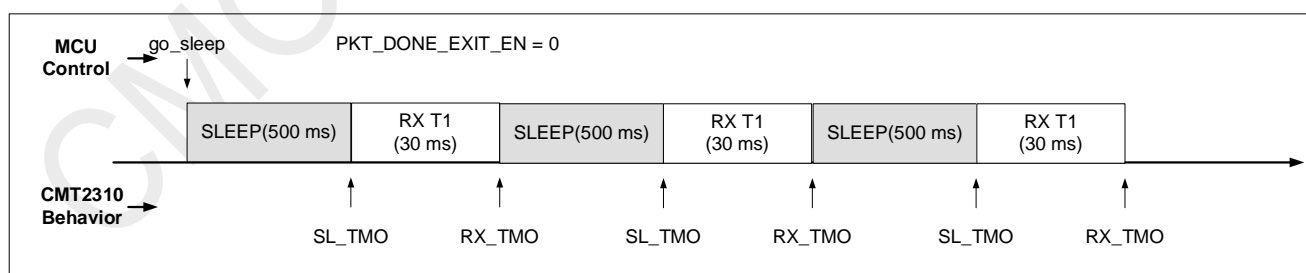 MCU
Control
go_sleep
PKT_DONE_EXIT_EN = 0
SLEEP(500 ms)
RX T1
(30 ms)
SLEEP(500 ms)
RX T1
(30 ms)
SLEEP(500 ms)
RX T1
(30 ms)
CMT2310
Behavior
SL_TMO
RX_TMO
SL_TMO
RX_TMO
SL_TMO
RX_TMO